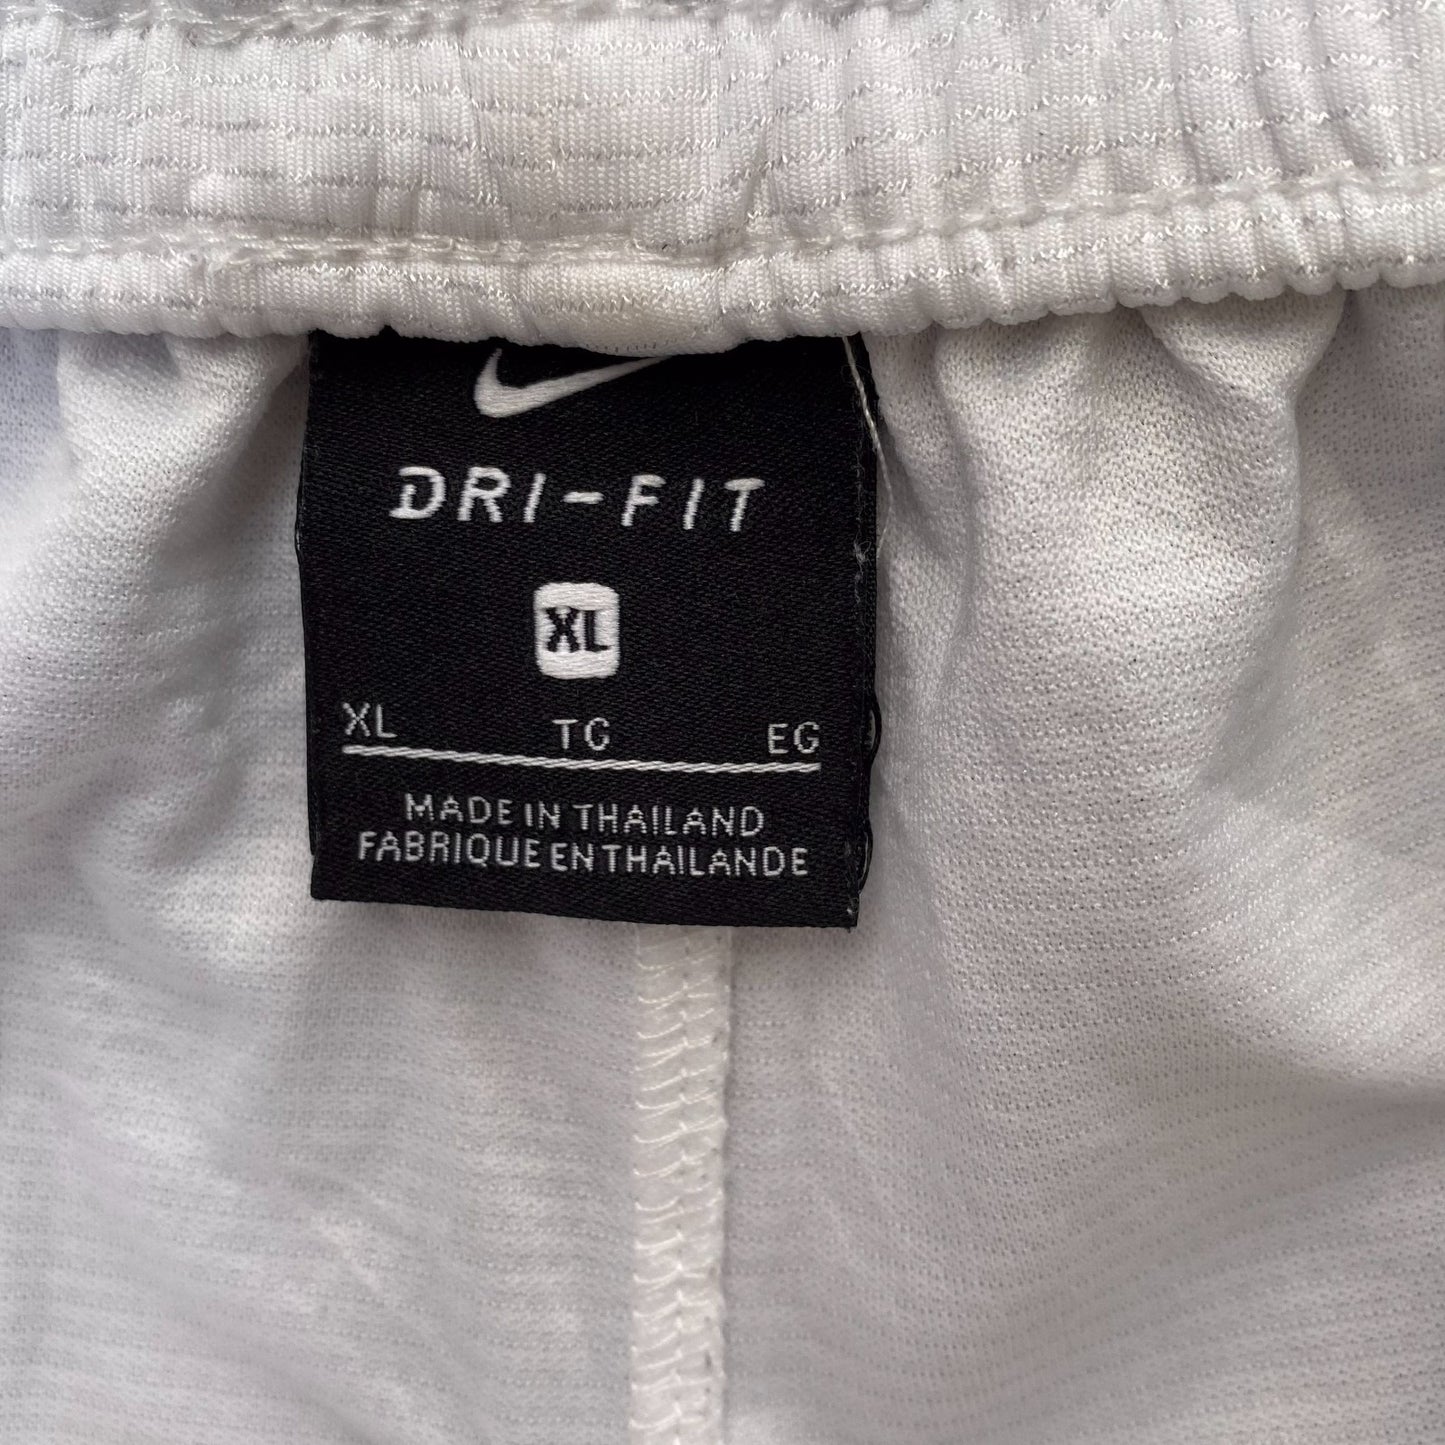 DRI-FIT
XL
XL TG EG
MADE IN THAILAND
FABRIQUE EN THAILANDE